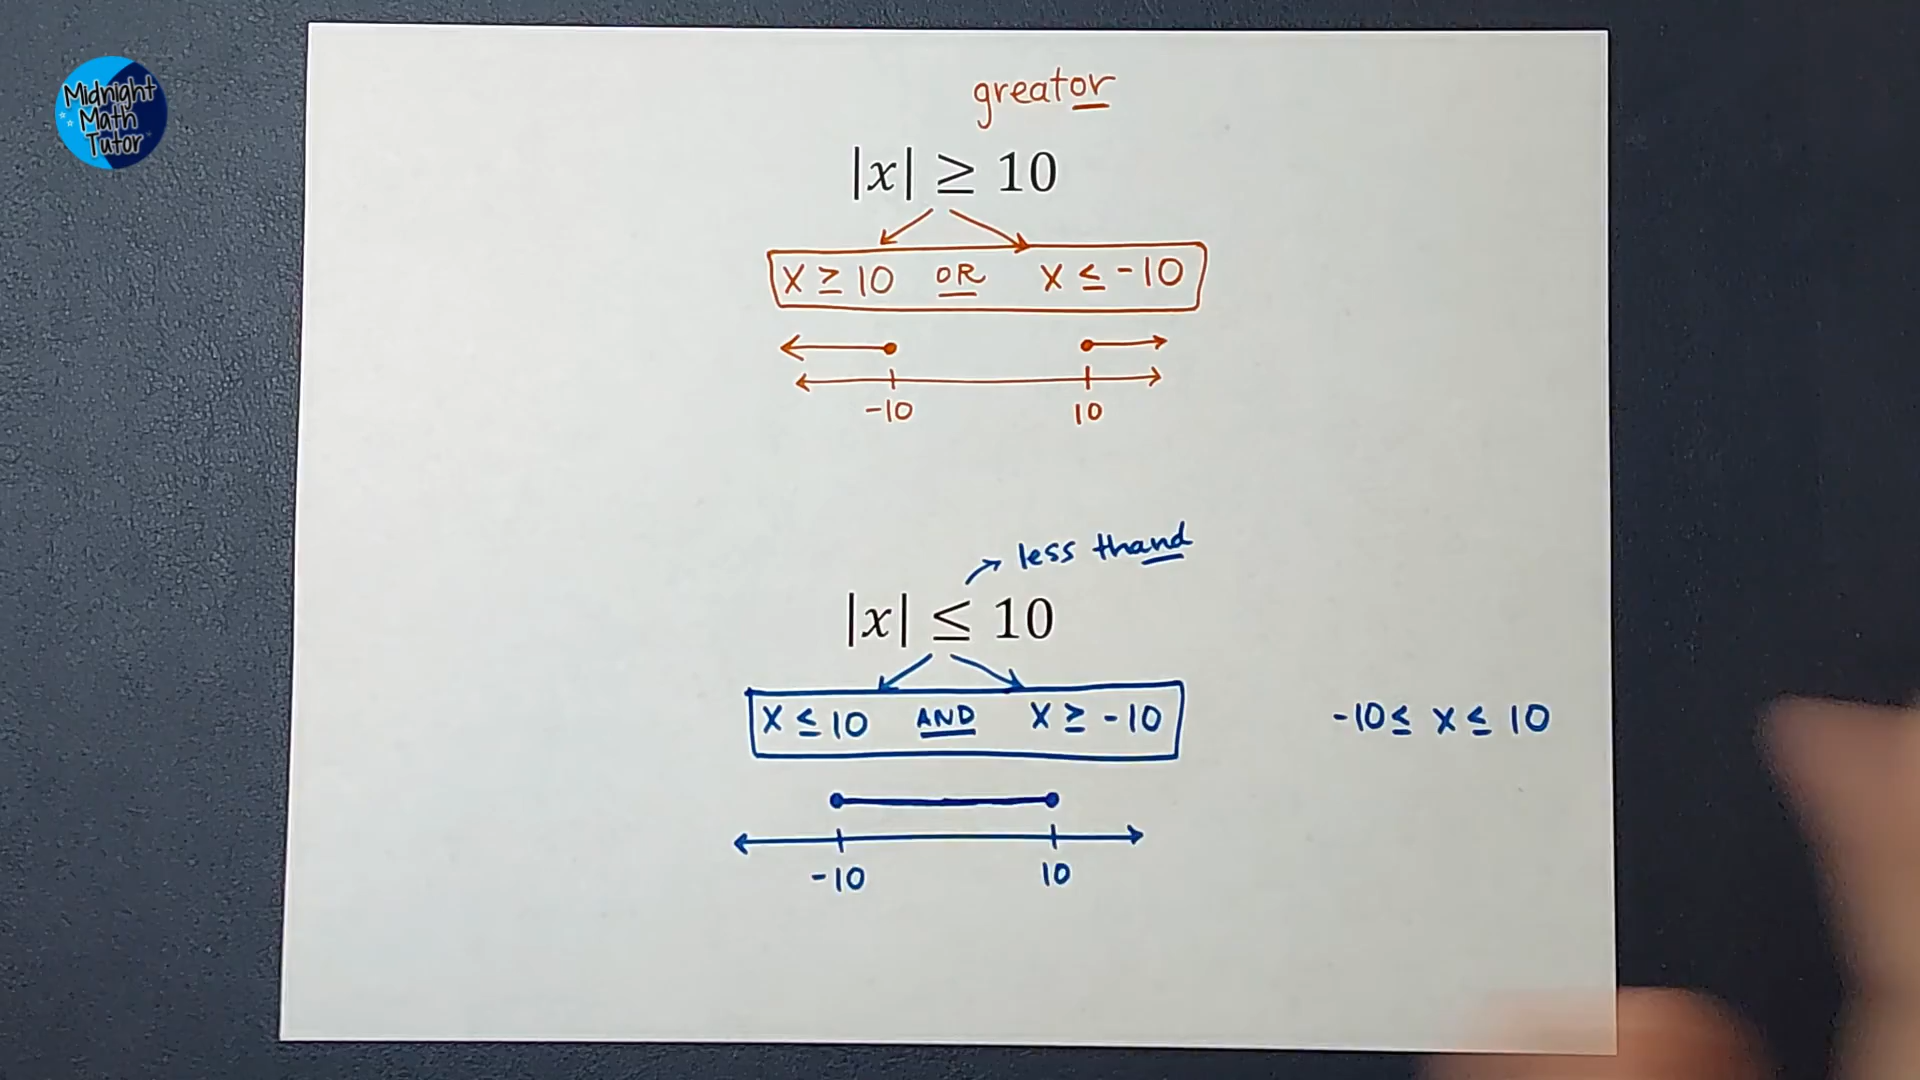 Midnight
Math
Tutor
greator
|x| ≥ 10
x ≥ 10 OR x ≤ -10
-10 10
less thand
|x| ≤ 10
x ≤ 10 AND x ≥ -10
-10 ≤ x ≤ 10
-10 10